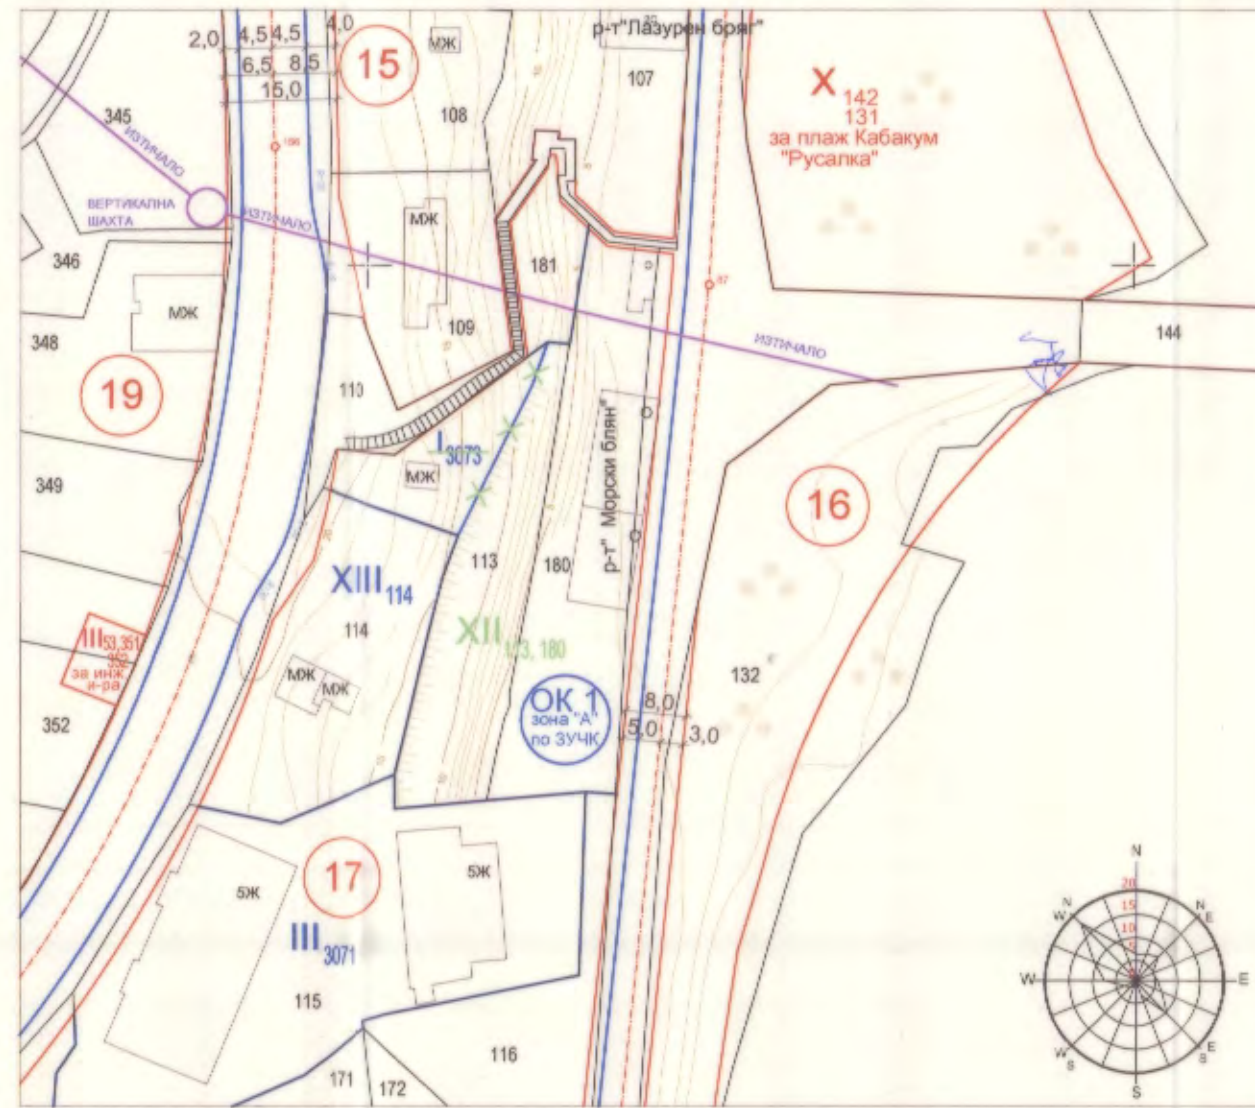 р-т"Лазурен бряг"
4,0
2,0
4,5
4,5
6,5
8,5
15,0
15
МЖ
107
108
X 142
131
за плаж Кабакум
"Русалка"
345
ИЗТИЧАЛО
ВЕРТИКАЛНА
ШАХТА
ИЗТИЧАЛО
МЖ
346
181
109
МЖ
348
87
ИЗТИЧАЛО
144
19
110
р-т" Морски блян"
I 3073
МЖ
349
16
XIII 114
114
113
180
XII 113, 180
МЖ
МЖ
III 53,351
352
за инж.
и-ра
352
132
ОК 1
зона "А"
по ЗУЧК
8,0
5,0
3,0
17
5Ж
5Ж
III 3071
115
116
171
172
N
N W
N E
20
15
10
5
W
E
W S
S E
S